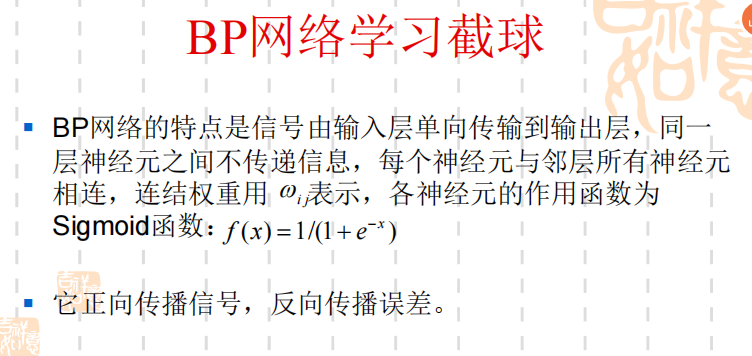 BP网络学习截球
BP网络的特点是信号由输入层单向传输到输出层，同一
层神经元之间不传递信息，每个神经元与邻层所有神经元
相连，连结权重用 ω_{ij}表示，各神经元的作用函数为
Sigmoid函数：f(x)=1/(1+e^{-x})
它正向传播信号，反向传播误差。